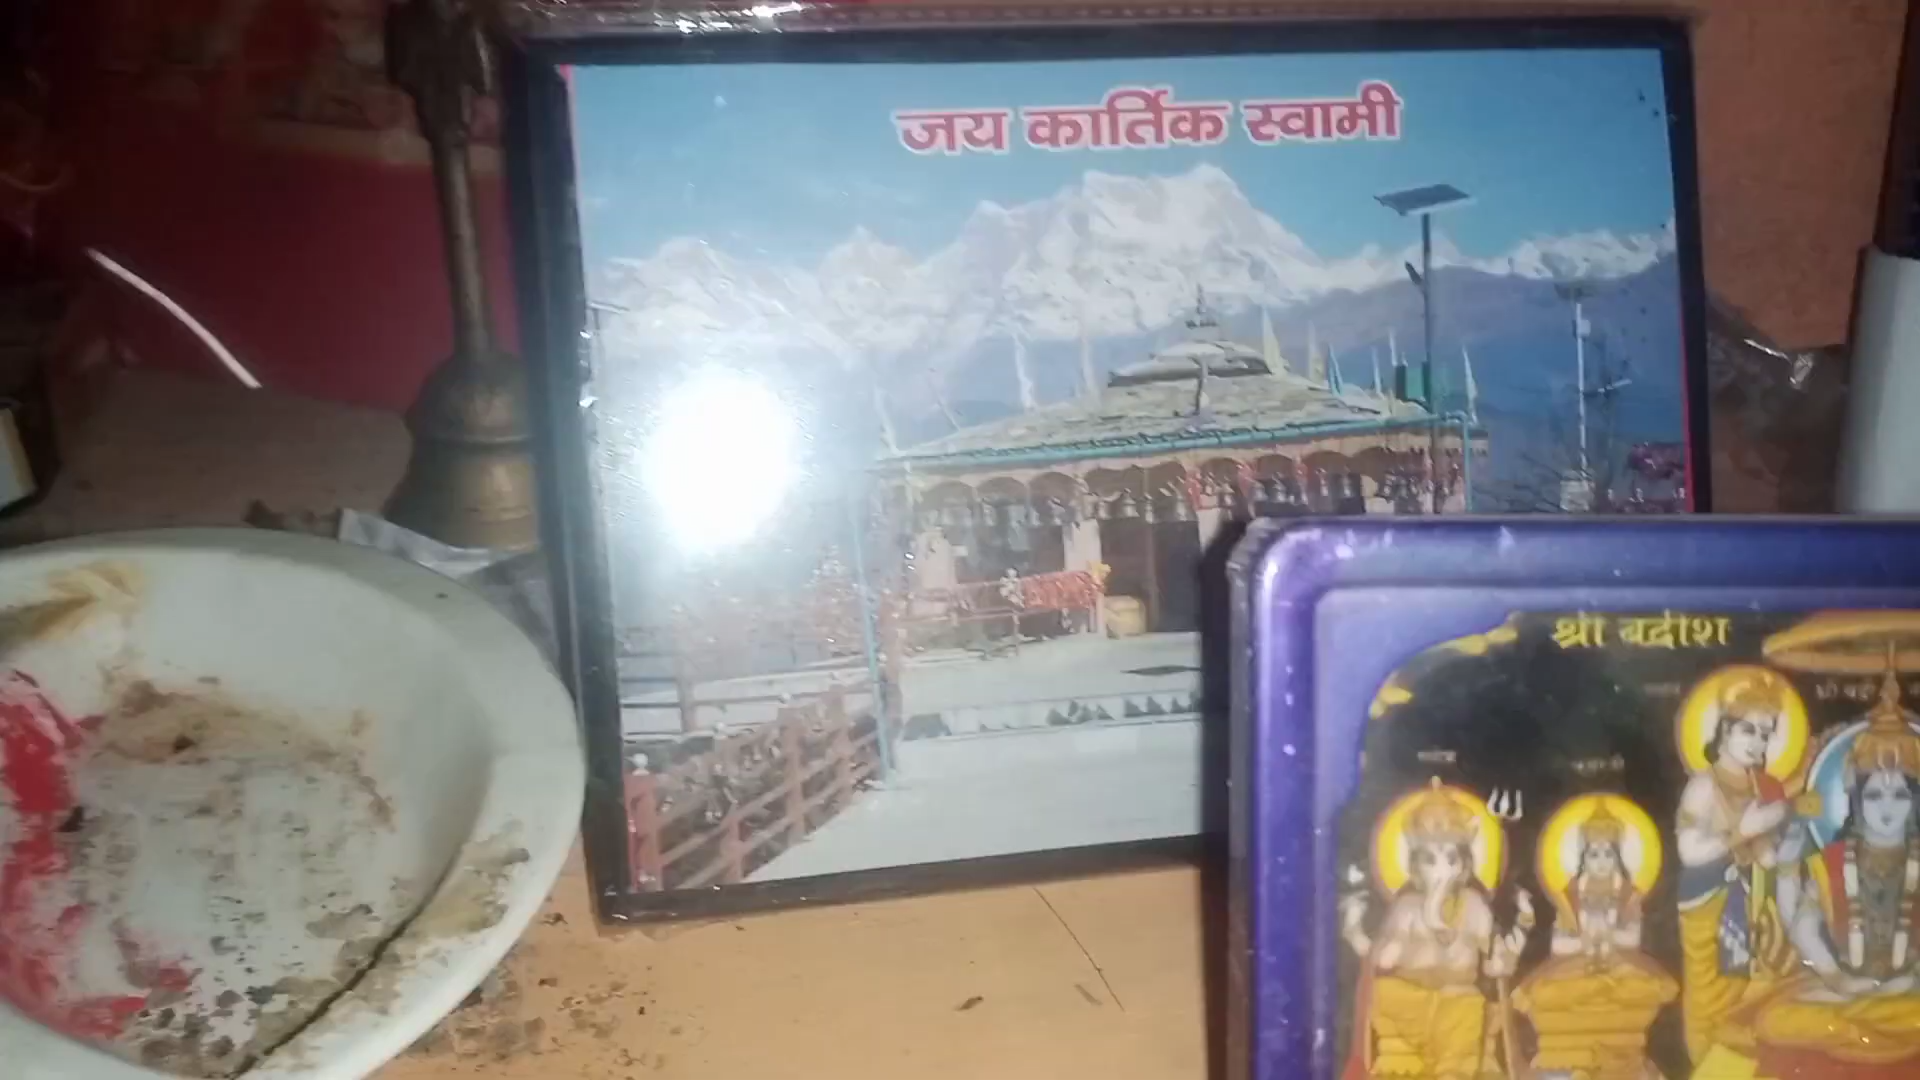 जय कार्तिक स्वामी
श्री बद्रीश